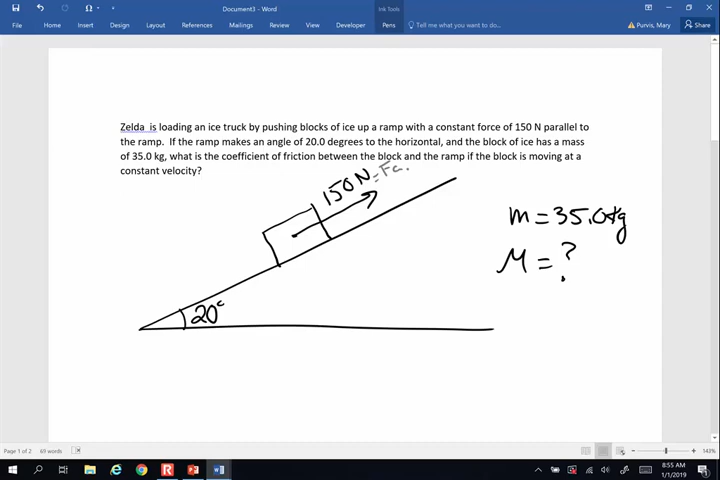 Document3 - Word
Ink Tools
Purvis, Mary
Share
File
Home
Insert
Design
Layout
References
Mailings
Review
View
Developer
Pens
Tell me what you want to do...
Zelda is loading an ice truck by pushing blocks of ice up a ramp with a constant force of 150 N parallel to
the ramp. If the ramp makes an angle of 20.0 degrees to the horizontal, and the block of ice has a mass
of 35.0 kg, what is the coefficient of friction between the block and the ramp if the block is moving at a
constant velocity?
150N = Fa.
m = 35.0 kg
μ = ?
20°
Page 1 of 2
69 words
143%
8:55 AM
1/1/2019